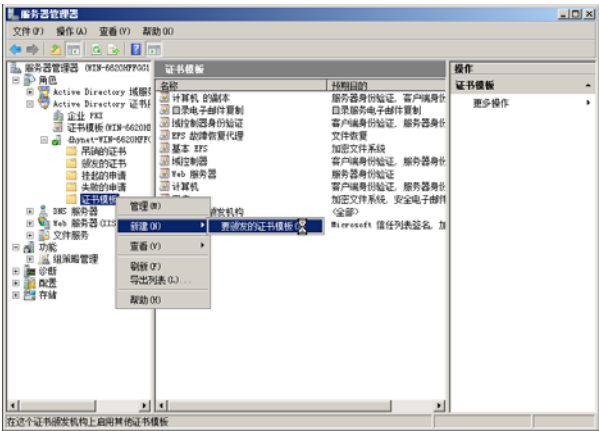 服务器管理器
文件(F) 操作(A) 查看(V) 帮助(H)
服务器管理器
证书模板
操作
角色
名称
预期目的
证书模板
Active Directory
计算机 的副本
服务器身份验证, 客户端身份
更多操作
Active Directory
目录电子邮件复制
目录服务电子邮件复制
企业 PKI
域控制器身份验证
客户端身份验证, 服务器身份
证书模板
EFS 故障恢复代理
文件恢复
基本 EFS
加密文件系统
吊销的证书
域控制器
客户端身份验证, 服务器身份
颁发的证书
Web 服务器
服务器身份验证
挂起的申请
计算机
客户端身份验证, 服务器身份
失败的申请
加密文件系统, 安全电子邮件
证书模板
管理(M)
颁发机构
<全部>
DNS 服务器
新建(N)
要颁发的证书模板
Microsoft 信任列表签名, 加
Web 服务器(IIS
文件服务
查看(V)
功能
组策略管理
刷新(F)
诊断
导出列表(L)...
配置
存储
帮助(H)
在这个证书颁发机构上启用其他证书模板